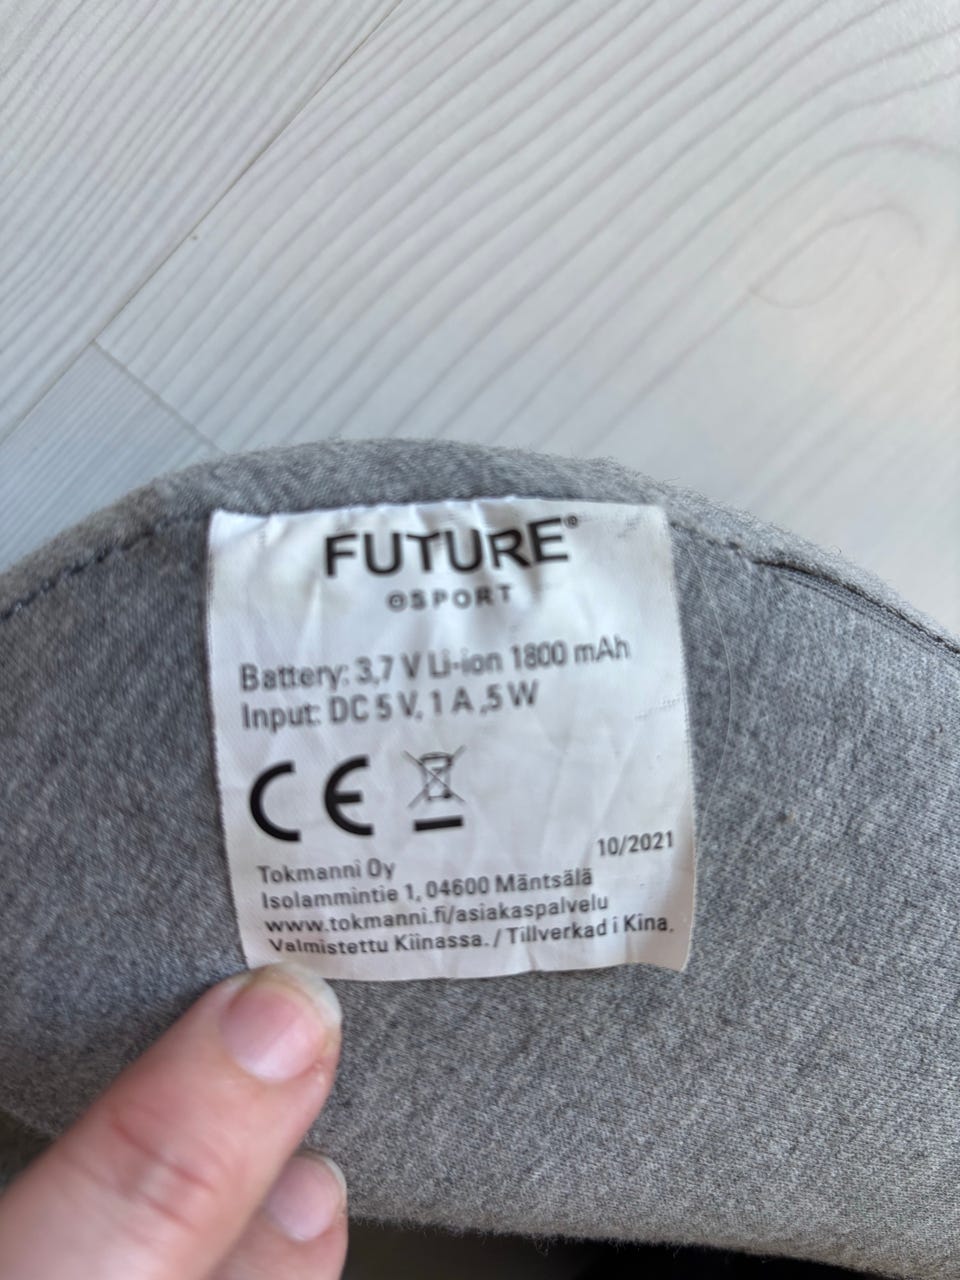 FUTURE®
SPORT
Battery: 3,7 V Li-ion 1800 mAh
Input: DC 5 V, 1 A ,5 W
CE
10/2021
Tokmanni Oy
Isolammintie 1, 04600 Mäntsälä
www.tokmanni.fi/asiakaspalvelu
Valmistettu Kiinassa. / Tillverkad i Kina.